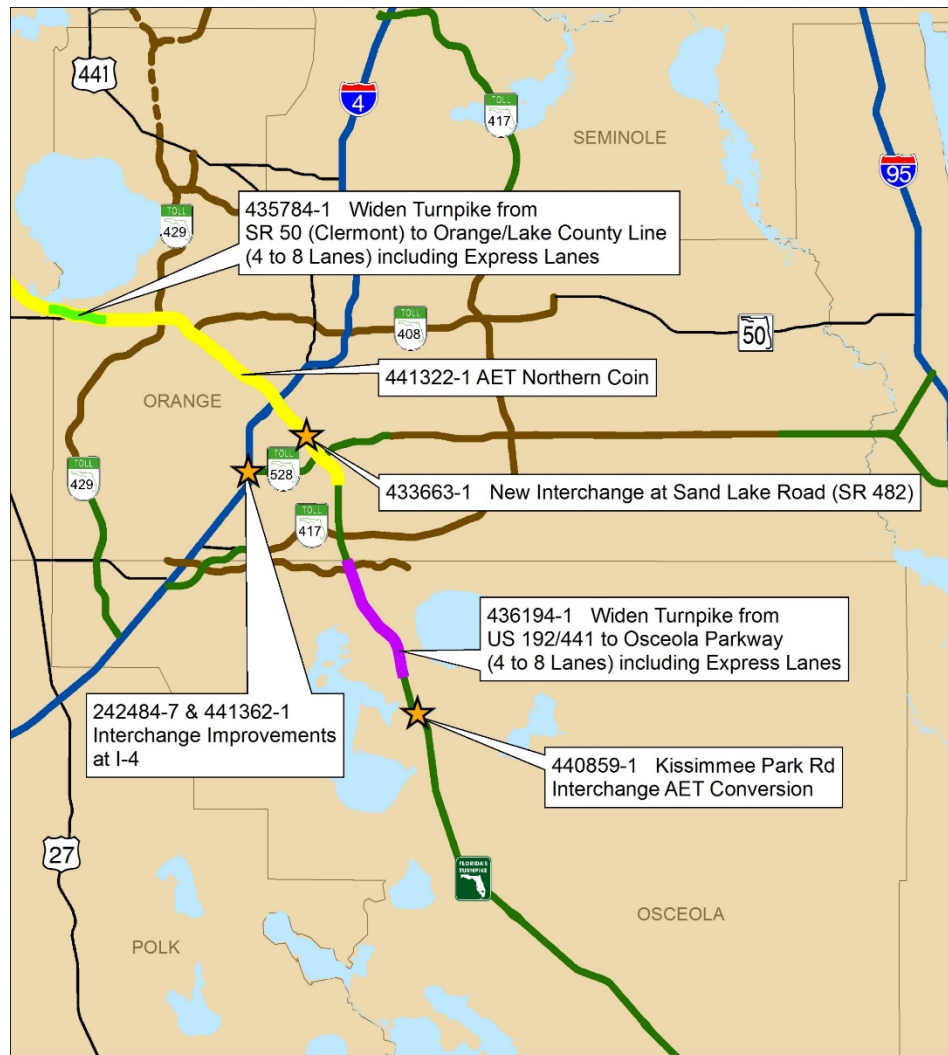 441
4
TOLL
417
SEMINOLE
95
TOLL
429
435784-1 Widen Turnpike from
SR 50 (Clermont) to Orange/Lake County Line
(4 to 8 Lanes) including Express Lanes
TOLL
408
50
441322-1 AET Northern Coin
ORANGE
TOLL
429
TOLL
528
433663-1 New Interchange at Sand Lake Road (SR 482)
TOLL
417
436194-1 Widen Turnpike from
US 192/441 to Osceola Parkway
(4 to 8 Lanes) including Express Lanes
242484-7 & 441362-1
Interchange Improvements
at I-4
440859-1 Kissimmee Park Rd
Interchange AET Conversion
27
FLORIDA'S
TURNPIKE
OSCEOLA
POLK